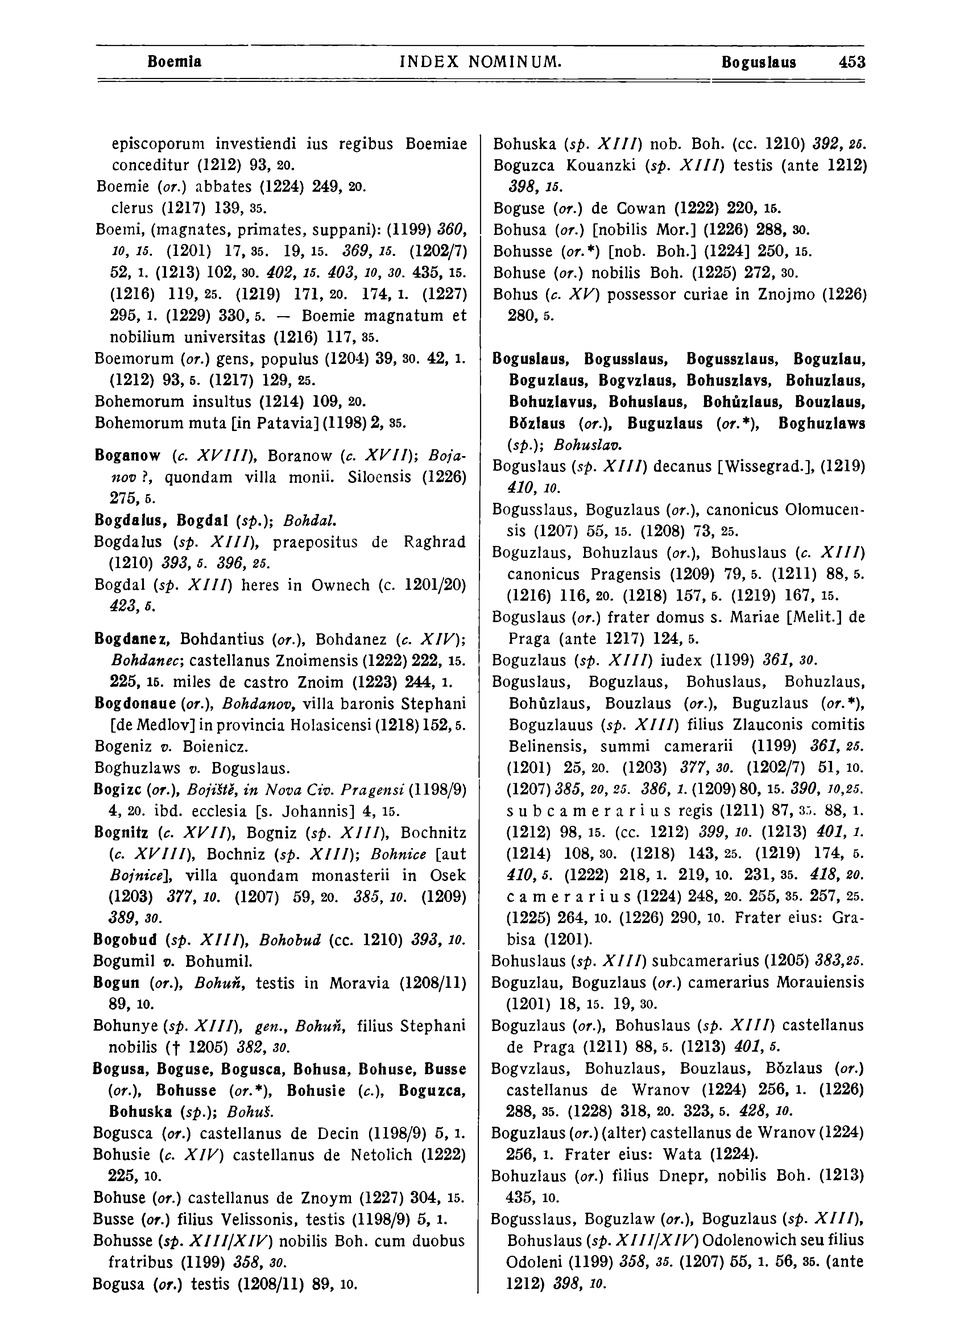 Boemia INDEX NOMINUM. Boguslaus 453
episcoporum investiendi ius regibus Boemiae
conceditur (1212) 93, 20.
Boemie (or.) abbates (1224) 249, 20.
clerus (1217) 139, 35.
Boemi, (magnates, primates, suppani): (1199) 360,
10, 15. (1201) 17, 35. 19, 15. 369, 15. (1202/7)
52, 1. (1213) 102, 30. 402, 15. 403, 10, 30. 435, 15.
(1216) 119, 25. (1219) 171, 20. 174, 1. (1227)
295, 1. (1229) 330, 5. — Boemie magnatum et
nobilium universitas (1216) 117, 35.
Boemorum (or.) gens, populus (1204) 39, 30. 42, 1.
(1212) 93, 5. (1217) 129, 25.
Bohemorum insultus (1214) 109, 20.
Bohemorum muta [in Patavia] (1198) 2, 35.
Boganow (c. XVIII), Boranow (c. XVII); Boja-
nov ?, quondam villa monii. Siloensis (1226)
275, 5.
Bogdalus, Bogdal (sp.); Bohdal.
Bogdalus (sp. XIII), praepositus de Raghrad
(1210) 393, 5. 396, 25.
Bogdal (sp. XIII) heres in Ownech (c. 1201/20)
423, 5.
Bogdanez, Bohdantius (or.), Bohdanez (c. XIV);
Bohdanec; castellanus Znoimensis (1222) 222, 15.
225, 15. miles de castro Znoim (1223) 244, 1.
Bogdonaue (or.), Bohdanov, villa baronis Stephani
[de Medlov] in provincia Holasicensi (1218) 152, 5.
Bogeniz v. Boienicz.
Boghuzlaws v. Boguslaus.
Bogizc (or.), Bojiště, in Nova Civ. Pragensi (1198/9)
4, 20. ibd. ecclesia [s. Johannis] 4, 15.
Bognitz (c. XVII), Bogniz (sp. XIII), Bochnitz
(c. XVIII), Bochniz (sp. XIII); Bohnice [aut
Bojnice], villa quondam monasterii in Osek
(1203) 377, 10. (1207) 59, 20. 385, 10. (1209)
389, 30.
Bogobud (sp. XIII), Bohobud (cc. 1210) 393, 10.
Bogumil v. Bohumil.
Bogun (or.), Bohuň, testis in Moravia (1208/11)
89, 10.
Bohunye (sp. XIII), gen., Bohuň, filius Stephani
nobilis († 1205) 382, 30.
Bogusa, Boguse, Bogusca, Bohusa, Bohuse, Busse
(or.), Bohusse (or.*), Bohusie (c.), Boguzca,
Bohuska (sp.); Bohuš.
Bogusca (or.) castellanus de Decin (1198/9) 5, 1.
Bohusie (c. XIV) castellanus de Netolich (1222)
225, 10.
Bohuse (or.) castellanus de Znoym (1227) 304, 15.
Busse (or.) filius Velissonis, testis (1198/9) 5, 1.
Bohusse (sp. XIII/XIV) nobilis Boh. cum duobus
fratribus (1199) 358, 30.
Bogusa (or.) testis (1208/11) 89, 10.
Bohuska (sp. XIII) nob. Boh. (cc. 1210) 392, 25.
Boguzca Kouanzki (sp. XIII) testis (ante 1212)
398, 15.
Boguse (or.) de Cowan (1222) 220, 15.
Bohusa (or.) [nobilis Mor.] (1226) 288, 30.
Bohusse (or.*) [nob. Boh.] (1224] 250, 15.
Bohuse (or.) nobilis Boh. (1225) 272, 30.
Bohus (c. XV) possessor curiae in Znojmo (1226)
280, 5.
Boguslaus, Bogusslaus, Bogusszlaus, Boguzlau,
Boguzlaus, Bogvzlaus, Bohuszlavs, Bohuzlaus,
Bohuzlavus, Bohuslaus, Bohůzlaus, Bouzlaus,
Bǒzlaus (or.), Buguzlaus (or.*), Boghuzlaws
(sp.); Bohuslav.
Boguslaus (sp. XIII) decanus [Wissegrad.], (1219)
410, 10.
Bogusslaus, Boguzlaus (or.), canonicus Olomucen-
sis (1207) 55, 15. (1208) 73, 25.
Boguzlaus, Bohuzlaus (or.), Bohuslaus (c. XIII)
canonicus Pragensis (1209) 79, 5. (1211) 88, 5.
(1216) 116, 20. (1218) 157, 5. (1219) 167, 15.
Boguslaus (or.) frater domus s. Mariae [Melit.] de
Praga (ante 1217) 124, 5.
Boguzlaus (sp. XIII) iudex (1199) 361, 30.
Boguslaus, Boguzlaus, Bohuslaus, Bohuzlaus,
Bohůzlaus, Bouzlaus (or.), Buguzlaus (or.*),
Boguzlauus (sp. XIII) filius Zlauconis comitis
Belinensis, summi camerarii (1199) 361, 25.
(1201) 25, 20. (1203) 377, 30. (1202/7) 51, 10.
(1207) 385, 20, 25. 386, 1. (1209) 80, 15. 390, 10,25.
subcamerarius regis (1211) 87, 35. 88, 1.
(1212) 98, 15. (cc. 1212) 399, 10. (1213) 401, 1.
(1214) 108, 30. (1218) 143, 25. (1219) 174, 5.
410, 5. (1222) 218, 1. 219, 10. 231, 35. 418, 20.
camerarius (1224) 248, 20. 255, 35. 257, 25.
(1225) 264, 10. (1226) 290, 10. Frater eius: Gra-
bisa (1201).
Bohuslaus (sp. XIII) subcamerarius (1205) 383,25.
Boguzlau, Boguzlaus (or.) camerarius Morauiensis
(1201) 18, 15. 19, 30.
Boguzlaus (or.), Bohuslaus (sp. XIII) castellanus
de Praga (1211) 88, 5. (1213) 401, 5.
Bogvzlaus, Bohuzlaus, Bouzlaus, Bǒzlaus (or.)
castellanus de Wranov (1224) 256, 1. (1226)
288, 35. (1228) 318, 20. 323, 5. 428, 10.
Boguzlaus (or.) (alter) castellanus de Wranov (1224)
256, 1. Frater eius: Wata (1224).
Bohuzlaus (or.) filius Dnepr, nobilis Boh. (1213)
435, 10.
Bogusslaus, Boguzlaw (or.), Boguzlaus (sp. XIII),
Bohuslaus (sp. XIII/XIV) Odolenowich seu filius
Odoleni (1199) 358, 35. (1207) 55, 1. 56, 35. (ante
1212) 398, 10.